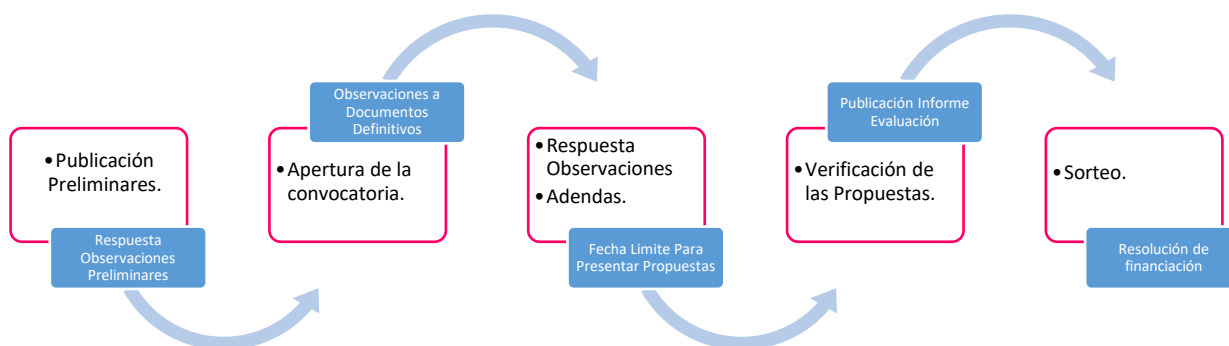 •Publicación
Preliminares.
Respuesta
Observaciones
Preliminares
Observaciones a
Documentos
Definitivos
•Apertura de la
convocatoria.
•Respuesta
Observaciones
•Adendas.
Fecha Limite Para
Presentar Propuestas
Publicación Informe
Evaluación
•Verificación de
las Propuestas.
•Sorteo.
Resolución de
financiación